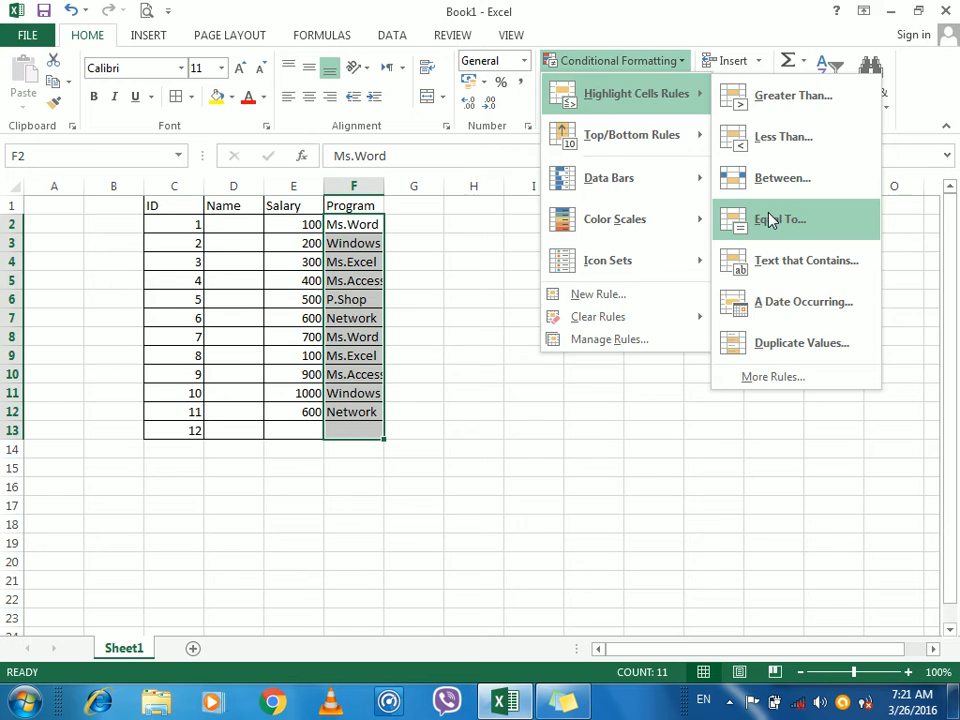 Book1 - Excel
?
Sign in
FILE HOME INSERT PAGE LAYOUT FORMULAS DATA REVIEW VIEW
Paste
Calibri 11
B I U
General
%
Conditional Formatting
Insert
Clipboard Font Alignment Number
Highlight Cells Rules
Top/Bottom Rules
Data Bars
Color Scales
Icon Sets
New Rule...
Clear Rules
Manage Rules...
Greater Than...
Less Than...
Between...
Equal To...
Text that Contains...
A Date Occurring...
Duplicate Values...
More Rules...
F2 fx Ms.Word
A B C D E F G H I O
1 ID Name Salary Program
2 1 100 Ms.Word
3 2 200 Windows
4 3 300 Ms.Excel
5 4 400 Ms.Access
6 5 500 P.Shop
7 6 600 Network
8 7 700 Ms.Word
9 8 100 Ms.Excel
10 9 900 Ms.Access
11 10 1000 Windows
12 11 600 Network
13 12
14
15
16
17
18
19
20
21
22
23
Sheet1
READY COUNT: 11 100%
EN 7:21 AM
3/26/2016